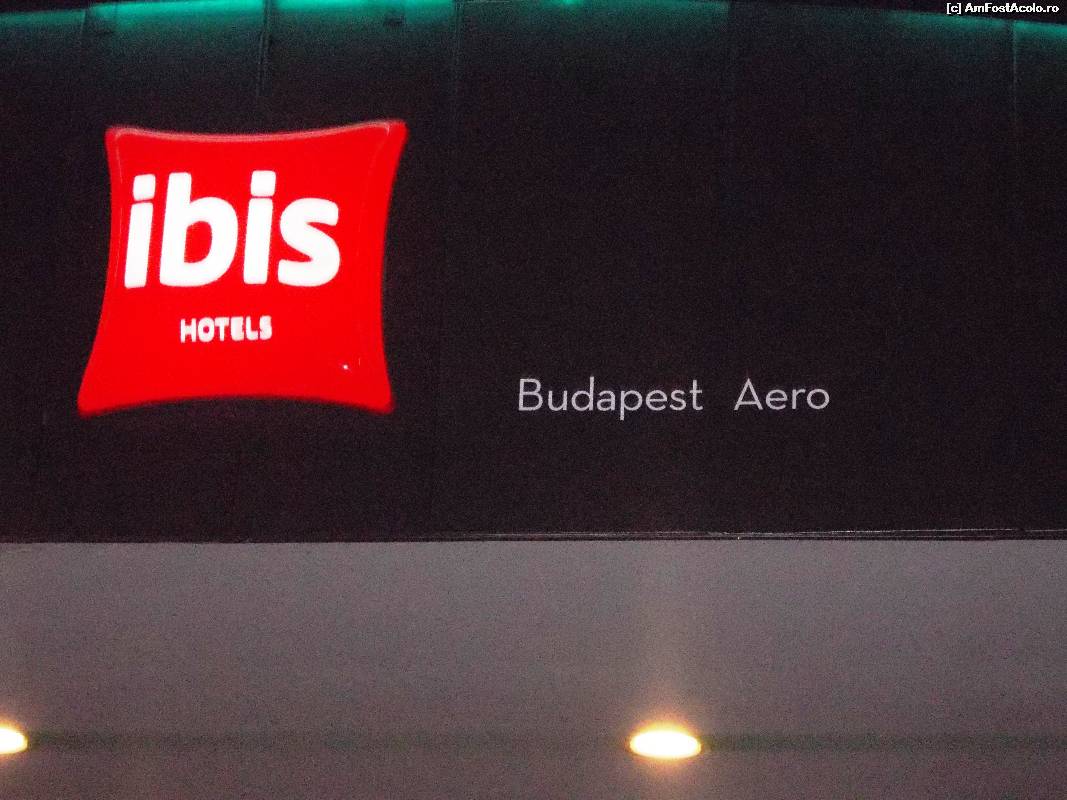 [c] AmFostAcolo.ro
ibis
HOTELS
Budapest Aero